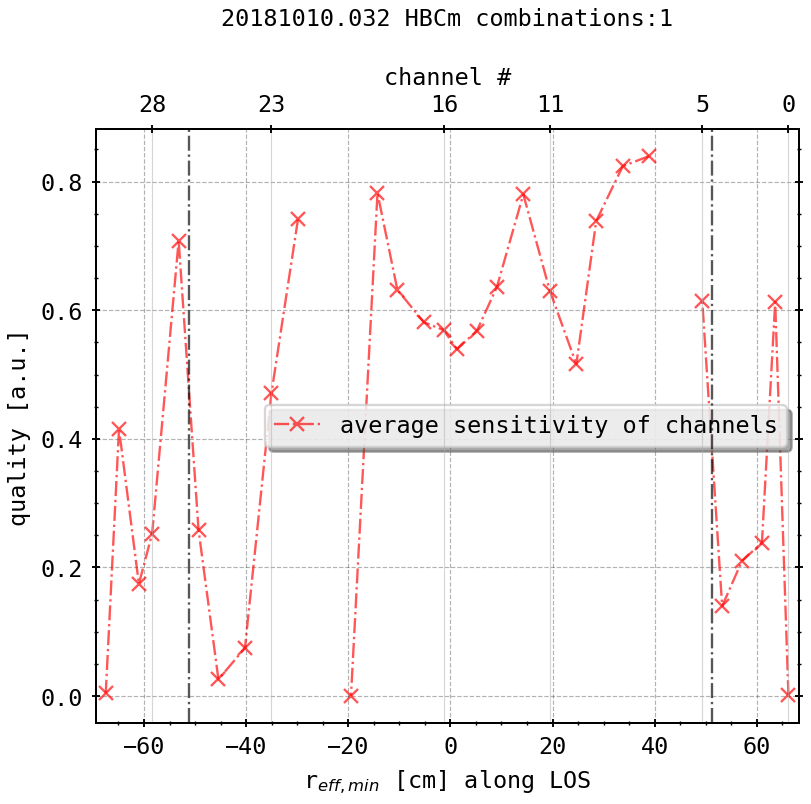 20181010.032 HBCm combinations:1
channel #
28 23 16 11 5 0
0.8
0.6
0.4
0.2
0.0
quality [a.u.]
average sensitivity of channels
−60 −40 −20 0 20 40 60
r_eff,min [cm] along LOS